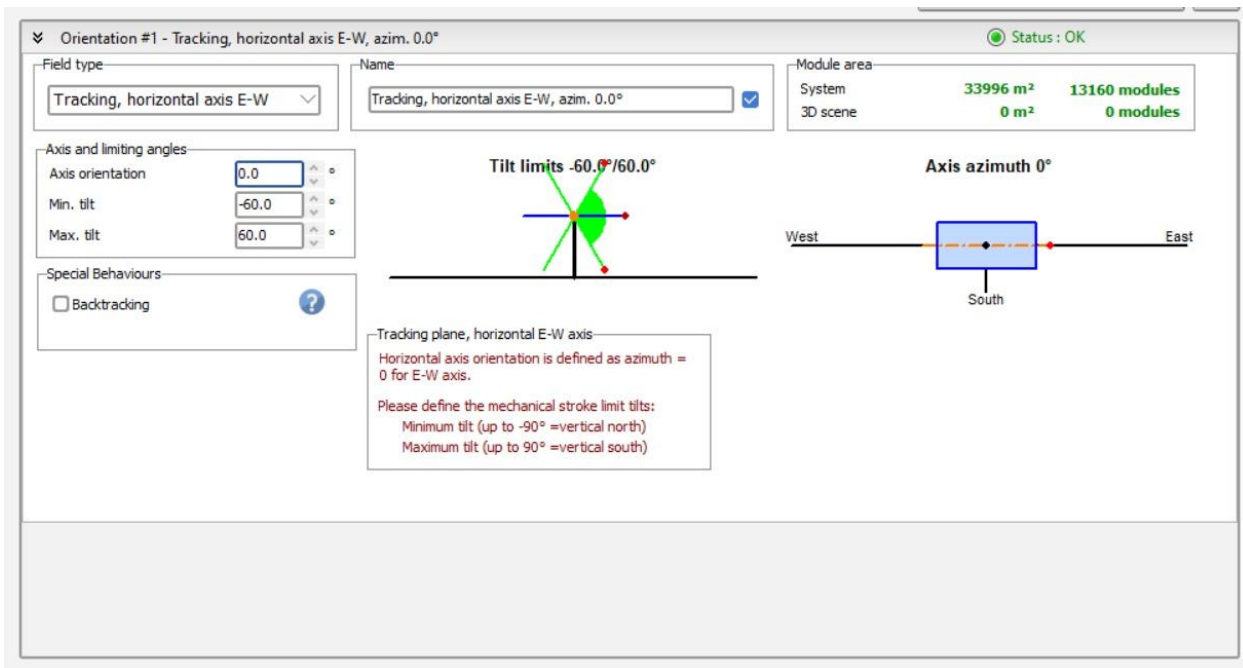 Orientation #1 - Tracking, horizontal axis E-W, azim. 0.0°
Status : OK
Field type
Tracking, horizontal axis E-W
Name
Tracking, horizontal axis E-W, azim. 0.0°
Module area
System 33996 m² 13160 modules
3D scene 0 m² 0 modules
Axis and limiting angles
Axis orientation 0.0 °
Min. tilt -60.0 °
Max. tilt 60.0 °
Special Behaviours
Backtracking ?
Tilt limits -60.0°/60.0°
Axis azimuth 0°
West East
South
Tracking plane, horizontal E-W axis
Horizontal axis orientation is defined as azimuth =
0 for E-W axis.
Please define the mechanical stroke limit tilts:
Minimum tilt (up to -90° =vertical north)
Maximum tilt (up to 90° =vertical south)